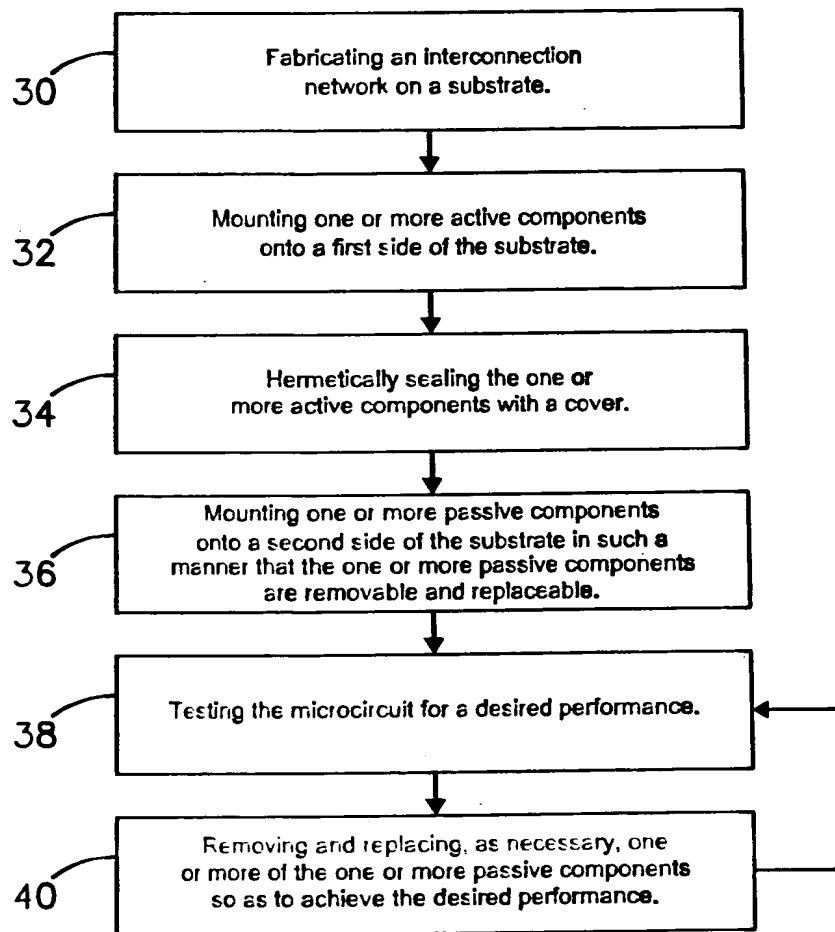 30
Fabricating an interconnection
network on a substrate.
32
Mounting one or more active components
onto a first side of the substrate.
34
Hermetically sealing the one or
more active components with a cover.
36
Mounting one or more passive components
onto a second side of the substrate in such a
manner that the one or more passive components
are removable and replaceable.
38
Testing the microcircuit for a desired performance.
40
Removing and replacing, as necessary, one
or more of the one or more passive components
so as to achieve the desired performance.